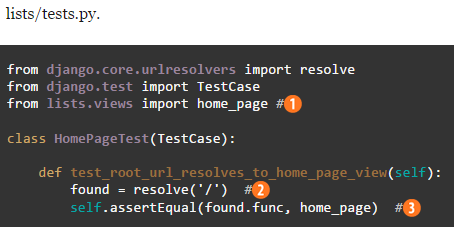 lists/tests.py.
from django.core.urlresolvers import resolve
from django.test import TestCase
from lists.views import home_page #1
class HomePageTest(TestCase):
def test_root_url_resolves_to_home_page_view(self):
found = resolve('/') #2
self.assertEqual(found.func, home_page) #3